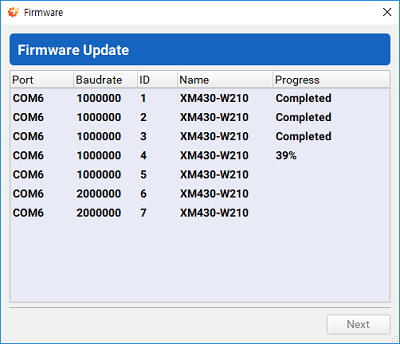 Firmware
Firmware Update
Port Baudrate ID Name Progress
COM6 1000000 1 XM430-W210 Completed
COM6 1000000 2 XM430-W210 Completed
COM6 1000000 3 XM430-W210 Completed
COM6 1000000 4 XM430-W210 39%
COM6 1000000 5 XM430-W210
COM6 2000000 6 XM430-W210
COM6 2000000 7 XM430-W210
Next